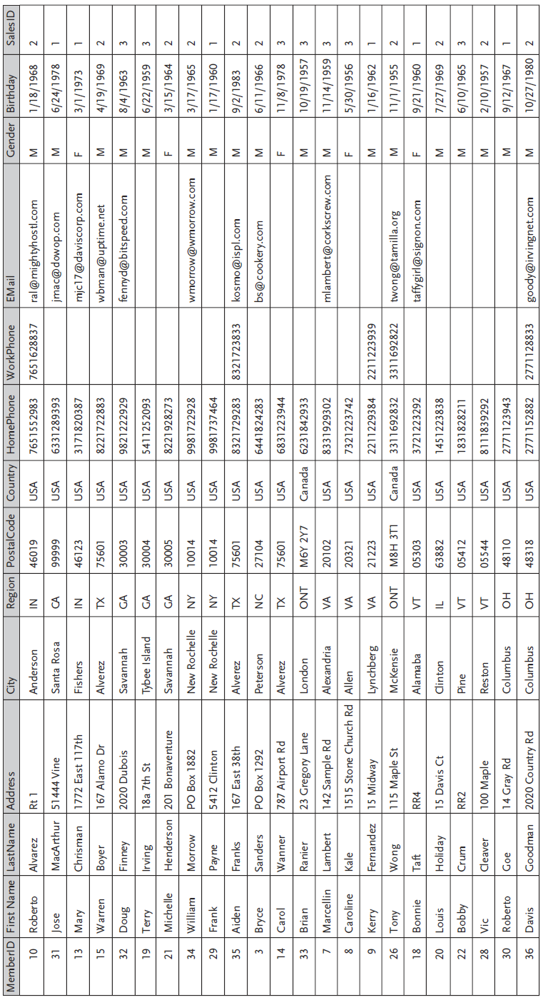 MemberID First Name LastName Address City Region PostalCode Country HomePhone WorkPhone EMail Gender Birthday SalesID
10 Roberto Alvarez Rt 1 Anderson IN 46019 USA 7651552983 7651628837 ral@mightyhostl.com M 1/18/1968 2
31 Jose MacArthur 51444 Vine Santa Rosa CA 99999 USA 6331289393 jmac@dowop.com M 6/24/1978 1
13 Mary Chrisman 1772 East 117th Fishers IN 46123 USA 3171820387 mjc17@daviscorp.com F 3/1/1973 1
15 Warren Boyer 167 Alamo Dr Alverez TX 75601 USA 8221722883 wbman@uptime.net M 4/19/1969 2
32 Doug Finney 2020 Dubois Savannah GA 30003 USA 9821222929 fennyd@bitspeed.com M 8/4/1963 3
19 Terry Irving 18a 7th St Tybee Island GA 30004 USA 5411252093 M 6/22/1959 3
21 Michelle Henderson 201 Bonaventure Savannah GA 30005 USA 8221928273 F 3/15/1964 2
34 William Morrow PO Box 1882 New Rochelle NY 10014 USA 9981722928 wmorrow@wmorrow.com M 3/17/1965 2
29 Frank Payne 5412 Clinton New Rochelle NY 10014 USA 9981737464 M 1/17/1960 1
35 Aiden Franks 167 East 38th Alverez TX 75601 USA 8321729283 8321723833 kosmo@ispl.com M 9/2/1983 2
3 Bryce Sanders PO Box 1292 Peterson NC 27104 USA 6441824283 bs@cookery.com M 6/11/1966 2
14 Carol Wanner 787 Airport Rd Alverez TX 75601 USA 6831223944 F 11/8/1978 3
33 Brian Ranier 23 Gregory Lane London ONT M6Y 2Y7 Canada 6231842933 M 10/19/1957 3
7 Marcellin Lambert 142 Sample Rd Alexandria VA 20102 USA 8331929302 mlambert@corkscrew.com M 11/14/1959 3
8 Caroline Kale 1515 Stone Church Rd Allen VA 20321 USA 7321223742 F 5/30/1956 3
9 Kerry Fernandez 15 Midway Lynchberg VA 21223 USA 2211229384 2211223939 M 1/16/1962 1
26 Tony Wong 115 Maple St McKensie ONT M8H 3T1 Canada 3311692832 3311692822 twong@tamilla.org M 11/1/1955 2
18 Bonnie Taft RR4 Alamaba VT 05303 USA 3721223292 taffygirl@signon.com F 9/21/1960 1
20 Louis Holiday 15 Davis Ct Clinton IL 63882 USA 1451223838 M 7/27/1969 2
22 Bobby Crum RR2 Pine VT 05412 USA 1831828211 M 6/10/1965 3
28 Vic Cleaver 100 Maple Reston VT 05544 USA 8111839292 M 2/10/1957 2
30 Roberto Goe 14 Gray Rd Columbus OH 48110 USA 2771123943 M 9/12/1967 1
36 Davis Goodman 2020 Country Rd Columbus OH 48318 USA 2771152882 2771128833 goody@irvingnet.com M 10/27/1980 2